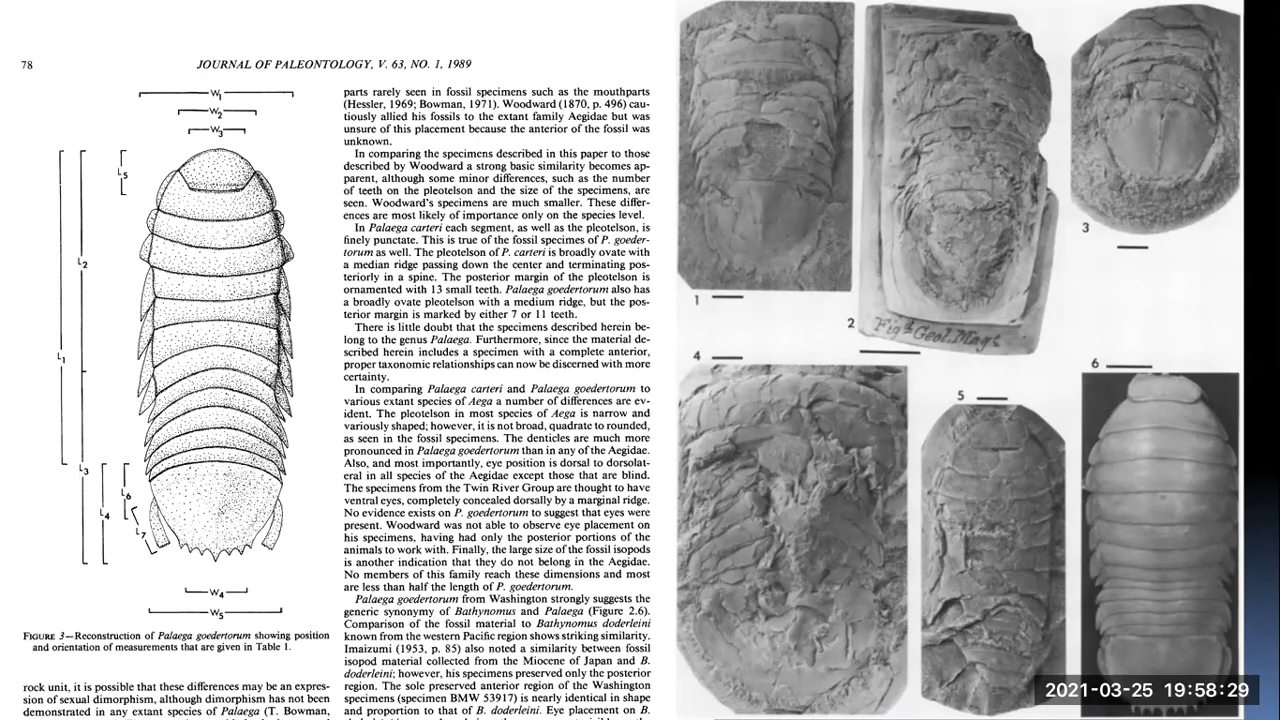 78
JOURNAL OF PALEONTOLOGY, V. 63, NO. 1, 1989
W1
W2
W3
L5
L2
L1
L3
L6
L4
L7
W4
W5
FIGURE 3—Reconstruction of Palaega goedertorum showing position
and orientation of measurements that are given in Table 1.
rock unit, it is possible that these differences may be an expres-
sion of sexual dimorphism, although dimorphism has not been
demonstrated in any extant species of Palaega (T. Bowman,
parts rarely seen in fossil specimens such as the mouthparts
(Hessler, 1969; Bowman, 1971). Woodward (1870, p. 496) cau-
tiously allied his fossils to the extant family Aegidae but was
unsure of this placement because the anterior of the fossil was
unknown.
In comparing the specimens described in this paper to those
described by Woodward a strong basic similarity becomes ap-
parent, although some minor differences, such as the number
of teeth on the pleotelson and the size of the specimens, are
seen. Woodward's specimens are much smaller. These differ-
ences are most likely of importance only on the species level.
In Palaega carteri each segment, as well as the pleotelson, is
finely punctate. This is true of the fossil specimes of P. goeder-
torum as well. The pleotelson of P. carteri is broadly ovate with
a median ridge passing down the center and terminating pos-
teriorly in a spine. The posterior margin of the pleotelson is
ornamented with 13 small teeth. Palaega goedertorum also has
a broadly ovate pleotelson with a medium ridge, but the pos-
terior margin is marked by either 7 or 11 teeth.
There is little doubt that the specimens described herein be-
long to the genus Palaega. Furthermore, since the material de-
scribed herein includes a specimen with a complete anterior,
proper taxonomic relationships can now be discerned with more
certainty.
In comparing Palaega carteri and Palaega goedertorum to
various extant species of Aega a number of differences are ev-
ident. The pleotelson in most species of Aega is narrow and
variously shaped; however, it is not broad, quadrate to rounded,
as seen in the fossil specimens. The denticles are much more
pronounced in Palaega goedertorum than in any of the Aegidae.
Also, and most importantly, eye position is dorsal to dorsolat-
eral in all species of the Aegidae except those that are blind.
The specimens from the Twin River Group are thought to have
ventral eyes, completely concealed dorsally by a marginal ridge.
No evidence exists on P. goedertorum to suggest that eyes were
present. Woodward was not able to observe eye placement on
his specimens, having had only the posterior portions of the
animals to work with. Finally, the large size of the fossil isopods
is another indication that they do not belong in the Aegidae.
No members of this family reach these dimensions and most
are less than half the length of P. goedertorum.
Palaega goedertorum from Washington strongly suggests the
generic synonymy of Bathynomus and Palaega (Figure 2.6).
Comparison of the fossil material to Bathynomus doderleini
known from the western Pacific region shows striking similarity.
Imaizumi (1953, p. 85) also noted a similarity between fossil
isopod material collected from the Miocene of Japan and B.
doderleini; however, his specimens preserved only the posterior
region. The sole preserved anterior region of the Washington
specimens (specimen BMW 53917) is nearly identical in shape
and proportion to that of B. doderleini. Eye placement on B.
1
2
3
4
5
6
Fig Geol. Mag
2021-03-25 19:58:29